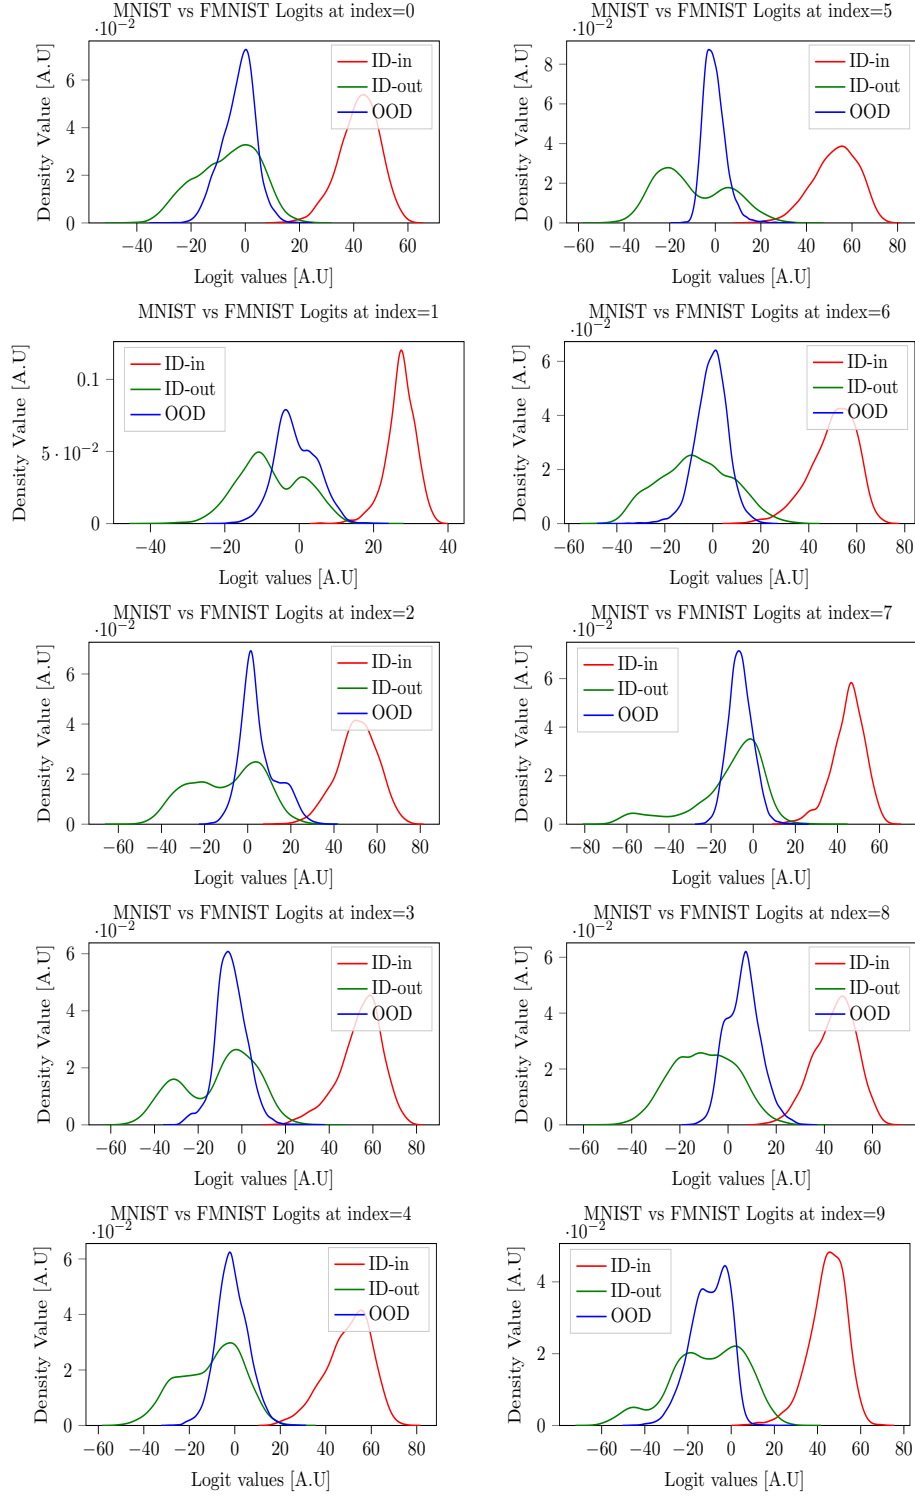 MNIST vs FMNIST Logits at index=0
·10⁻²
Density Value [A.U]
6
4
2
0
ID-in
ID-out
OOD
−40 −20 0 20 40 60
Logit values [A.U]
MNIST vs FMNIST Logits at index=5
·10⁻²
Density Value [A.U]
8
6
4
2
0
ID-in
ID-out
OOD
−60 −40 −20 0 20 40 60 80
Logit values [A.U]
MNIST vs FMNIST Logits at index=1
Density Value [A.U]
0.1
5·10⁻²
0
ID-in
ID-out
OOD
−40 −20 0 20 40
Logit values [A.U]
MNIST vs FMNIST Logits at index=6
·10⁻²
Density Value [A.U]
6
4
2
0
ID-in
ID-out
OOD
−60 −40 −20 0 20 40 60 80
Logit values [A.U]
MNIST vs FMNIST Logits at index=2
·10⁻²
Density Value [A.U]
6
4
2
0
ID-in
ID-out
OOD
−60 −40 −20 0 20 40 60 80
Logit values [A.U]
MNIST vs FMNIST Logits at index=7
·10⁻²
Density Value [A.U]
6
4
2
0
ID-in
ID-out
OOD
−80 −60 −40 −20 0 20 40 60
Logit values [A.U]
MNIST vs FMNIST Logits at index=3
·10⁻²
Density Value [A.U]
6
4
2
0
ID-in
ID-out
OOD
−60 −40 −20 0 20 40 60 80
Logit values [A.U]
MNIST vs FMNIST Logits at ndex=8
·10⁻²
Density Value [A.U]
6
4
2
0
ID-in
ID-out
OOD
−60 −40 −20 0 20 40 60
Logit values [A.U]
MNIST vs FMNIST Logits at index=4
·10⁻²
Density Value [A.U]
6
4
2
0
ID-in
ID-out
OOD
−60 −40 −20 0 20 40 60 80
Logit values [A.U]
MNIST vs FMNIST Logits at index=9
·10⁻²
Density Value [A.U]
4
2
0
ID-in
ID-out
OOD
−60 −40 −20 0 20 40 60 80
Logit values [A.U]